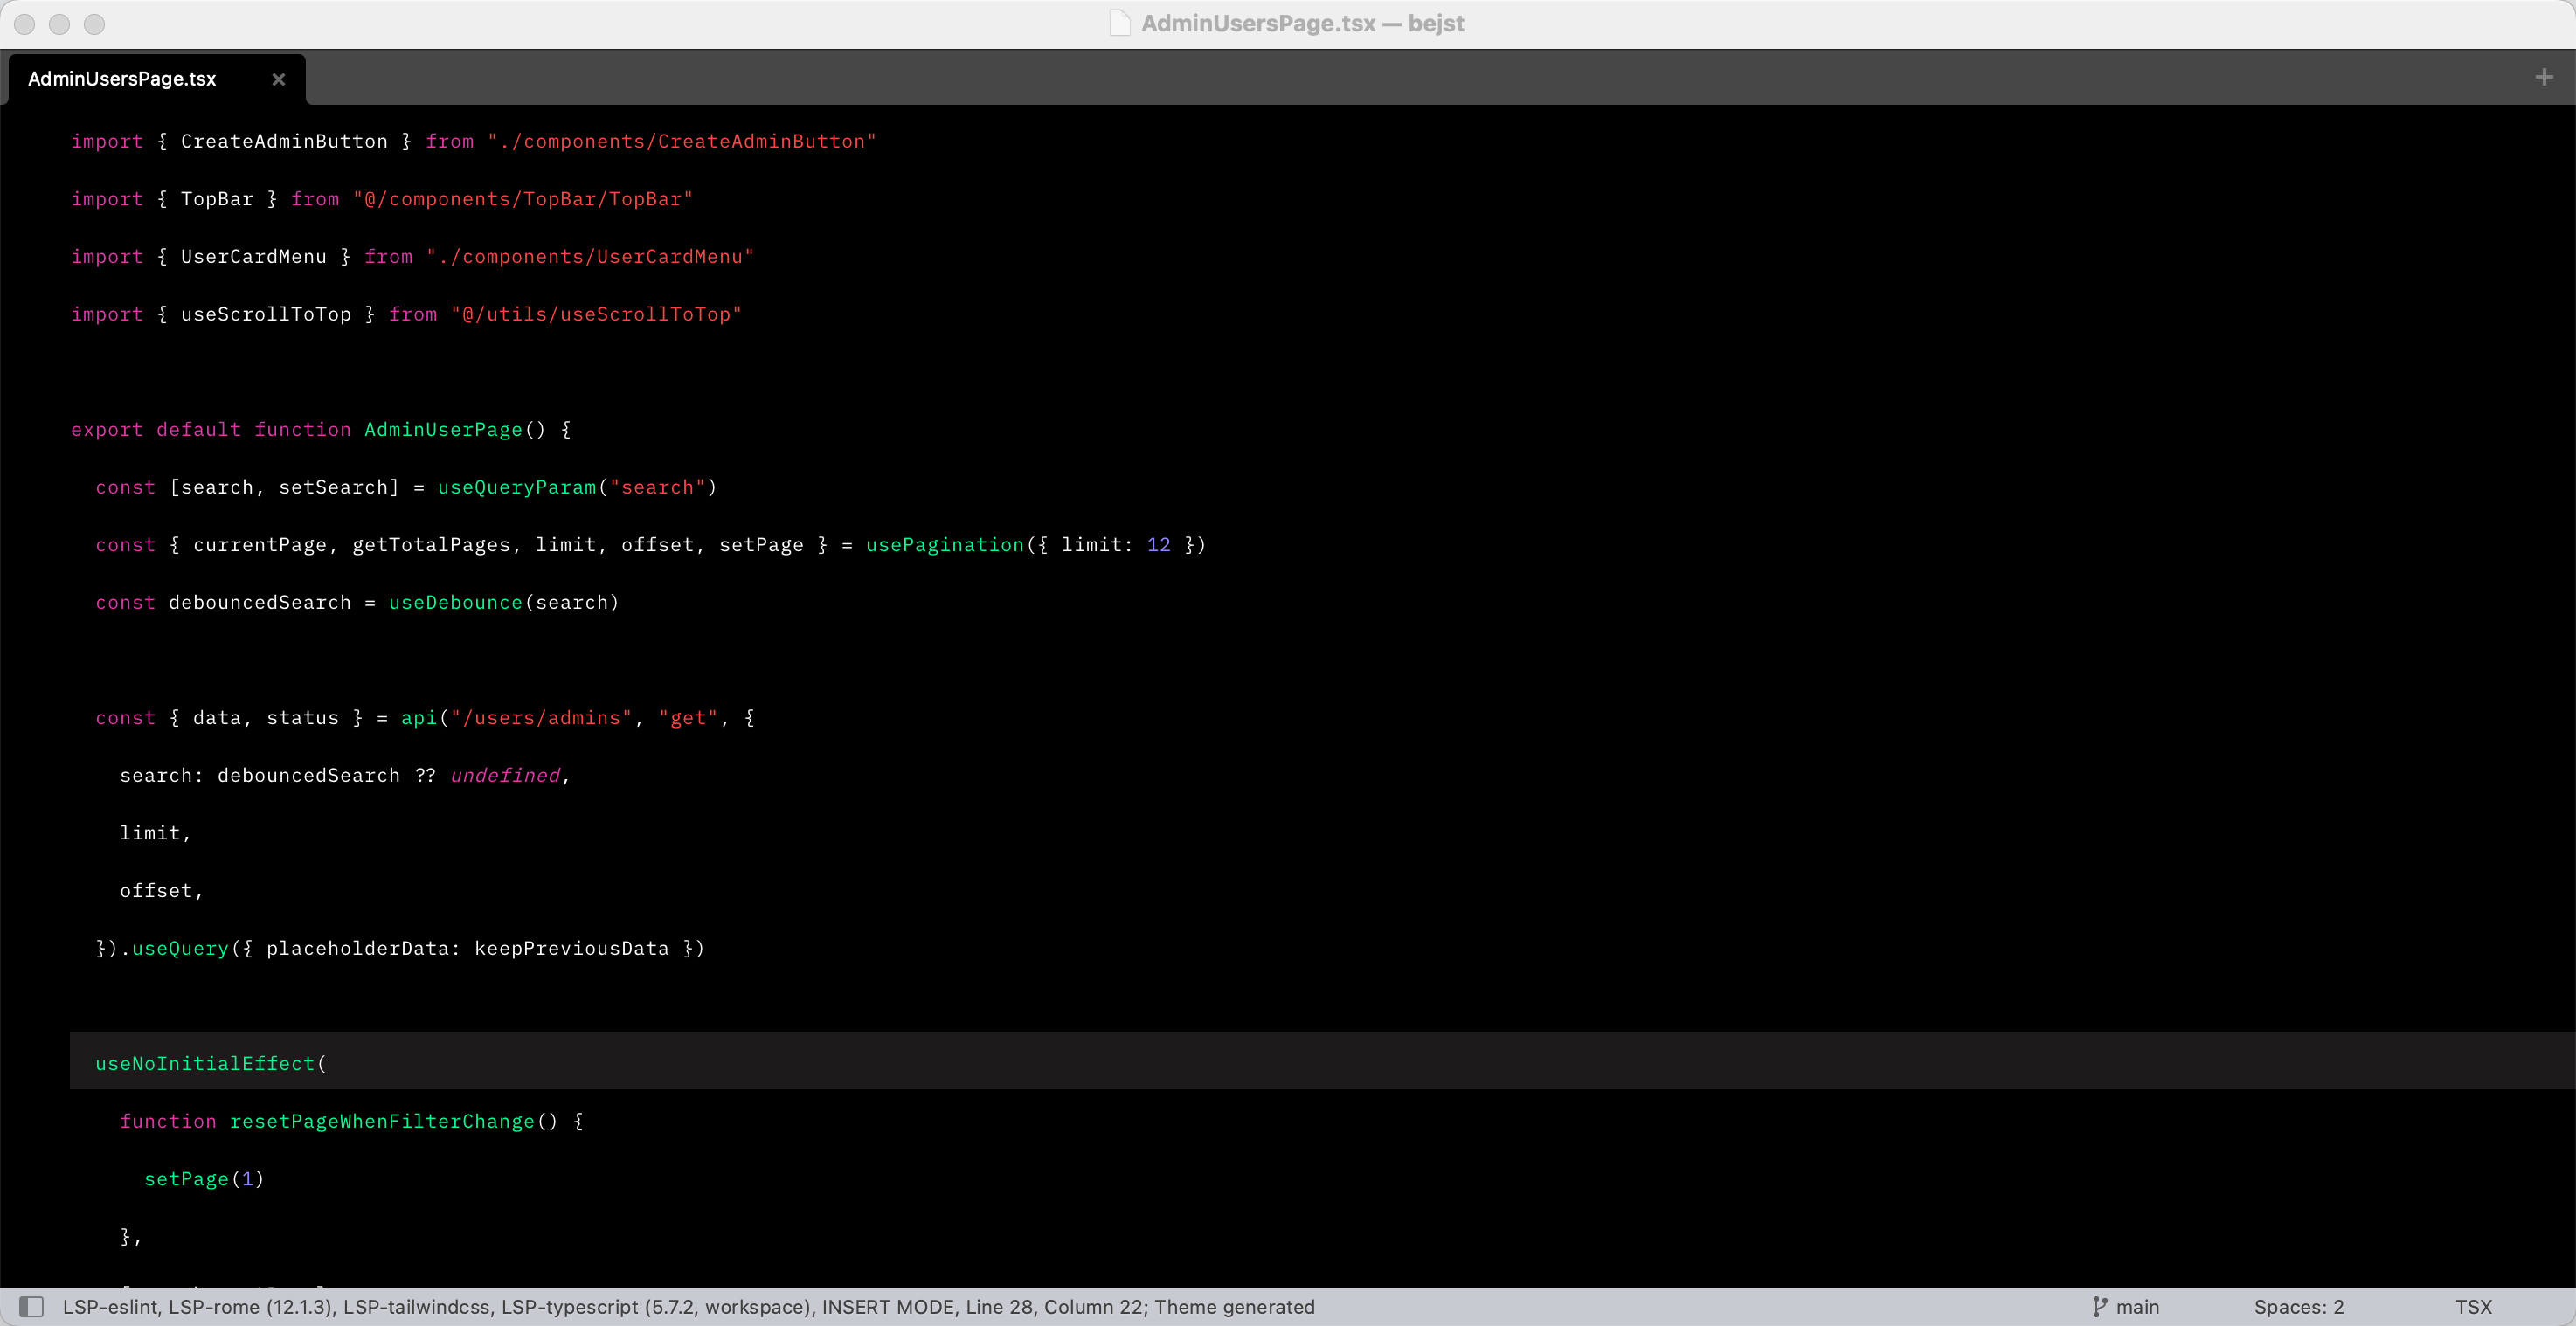 AdminUsersPage.tsx — bejst
AdminUsersPage.tsx
import { CreateAdminButton } from "./components/CreateAdminButton"
import { TopBar } from "@/components/TopBar/TopBar"
import { UserCardMenu } from "./components/UserCardMenu"
import { useScrollToTop } from "@/utils/useScrollToTop"
export default function AdminUserPage() {
  const [search, setSearch] = useQueryParam("search")
  const { currentPage, getTotalPages, limit, offset, setPage } = usePagination({ limit: 12 })
  const debouncedSearch = useDebounce(search)
  const { data, status } = api("/users/admins", "get", {
    search: debouncedSearch ?? undefined,
    limit,
    offset,
  }).useQuery({ placeholderData: keepPreviousData })
  useNoInitialEffect(
    function resetPageWhenFilterChange() {
      setPage(1)
    },
LSP-eslint, LSP-rome (12.1.3), LSP-tailwindcss, LSP-typescript (5.7.2, workspace), INSERT MODE, Line 28, Column 22; Theme generated
main
Spaces: 2
TSX